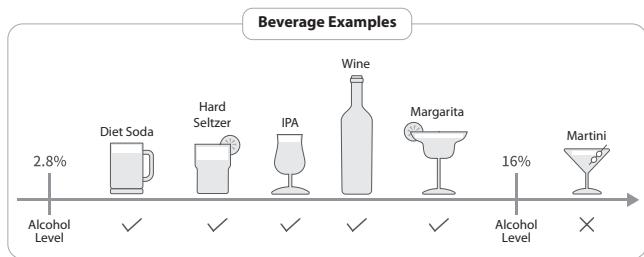 Beverage Examples
Wine
Hard
Seltzer
IPA
Margarita
Diet Soda
Martini
2.8%
16%
Alcohol
Level
Alcohol
Level